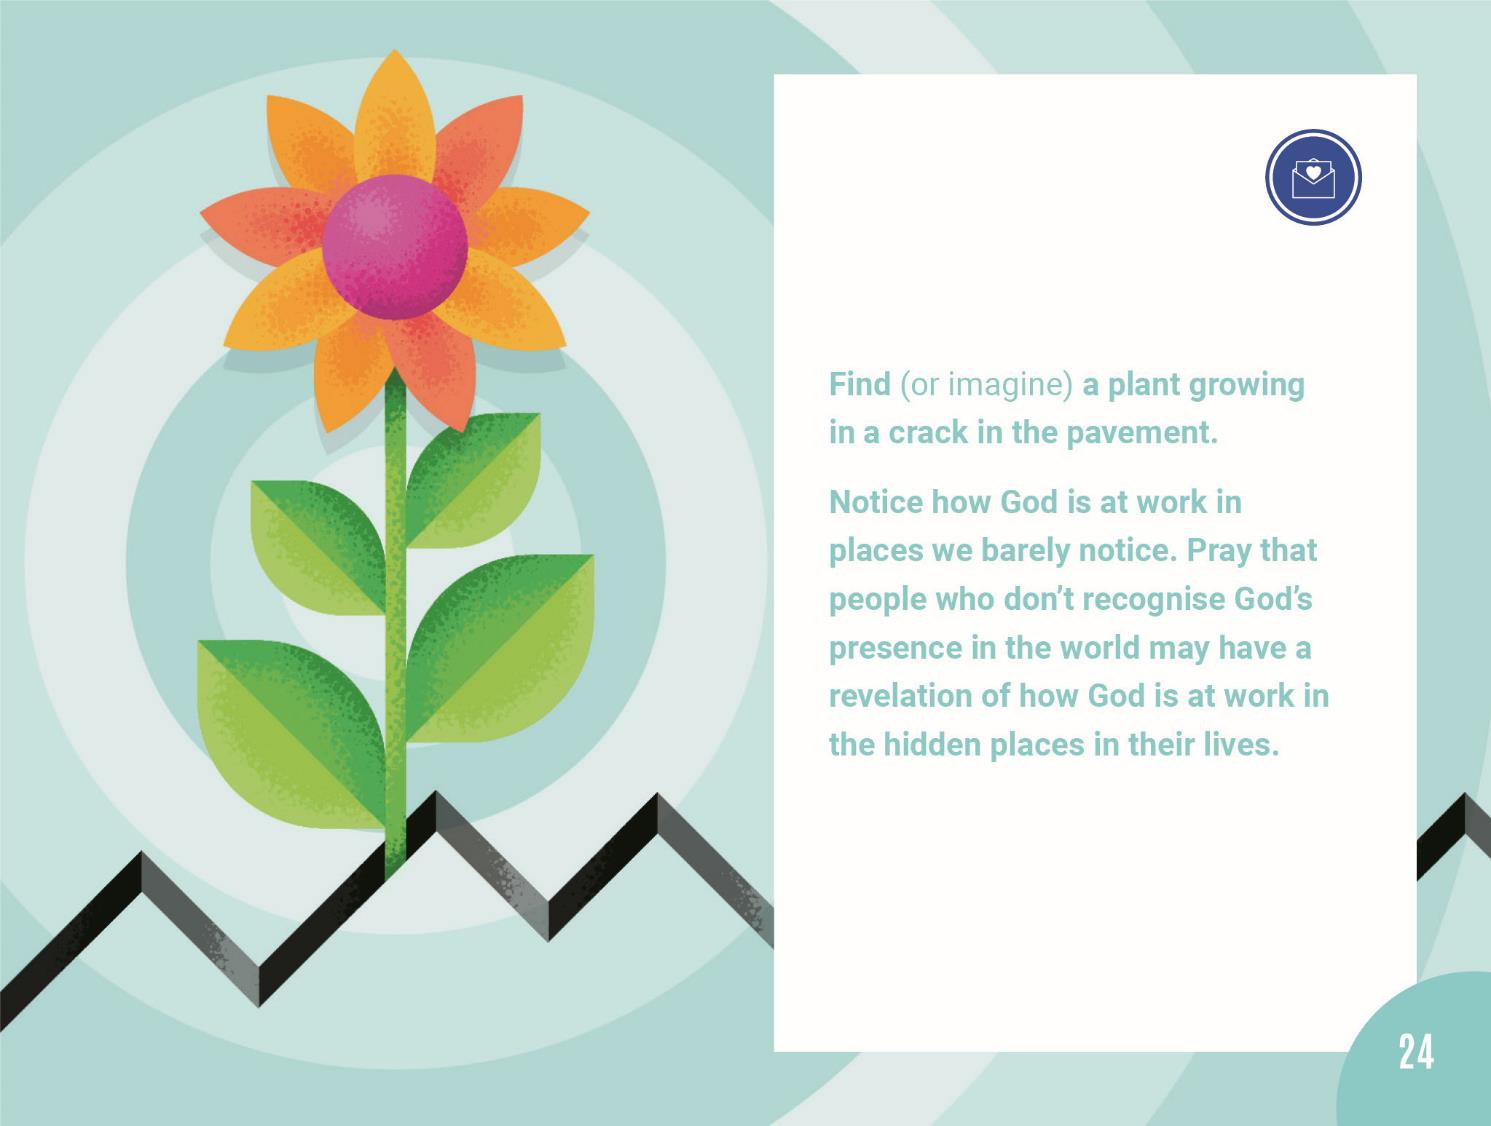 Find (or imagine) a plant growing
in a crack in the pavement.
Notice how God is at work in
places we barely notice. Pray that
people who don’t recognise God’s
presence in the world may have a
revelation of how God is at work in
the hidden places in their lives.
24